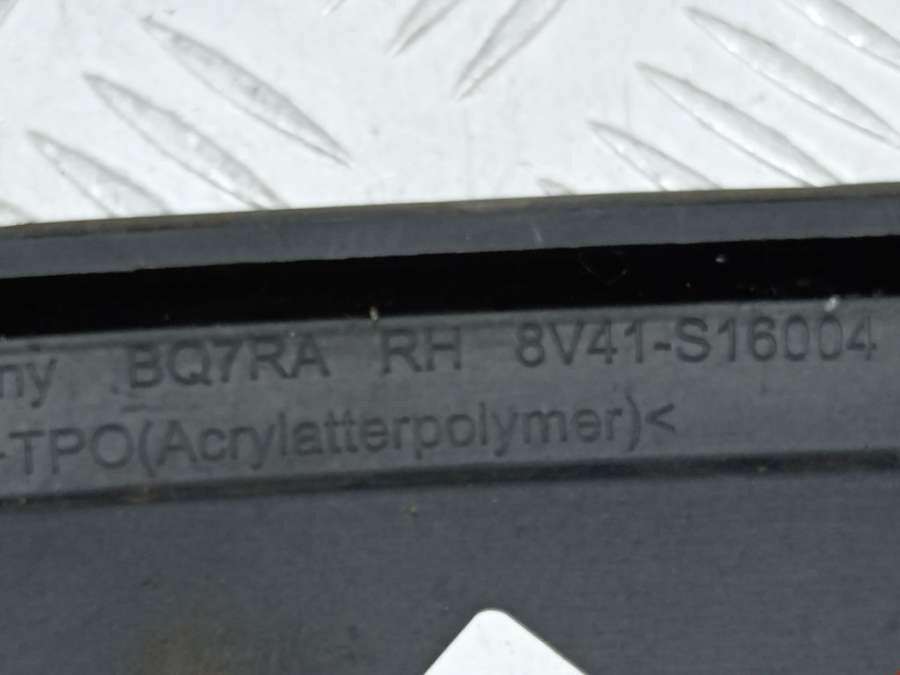 ny BQ7RA RH 8V41-S16004
-TPO(Acrylatterpolymer)<